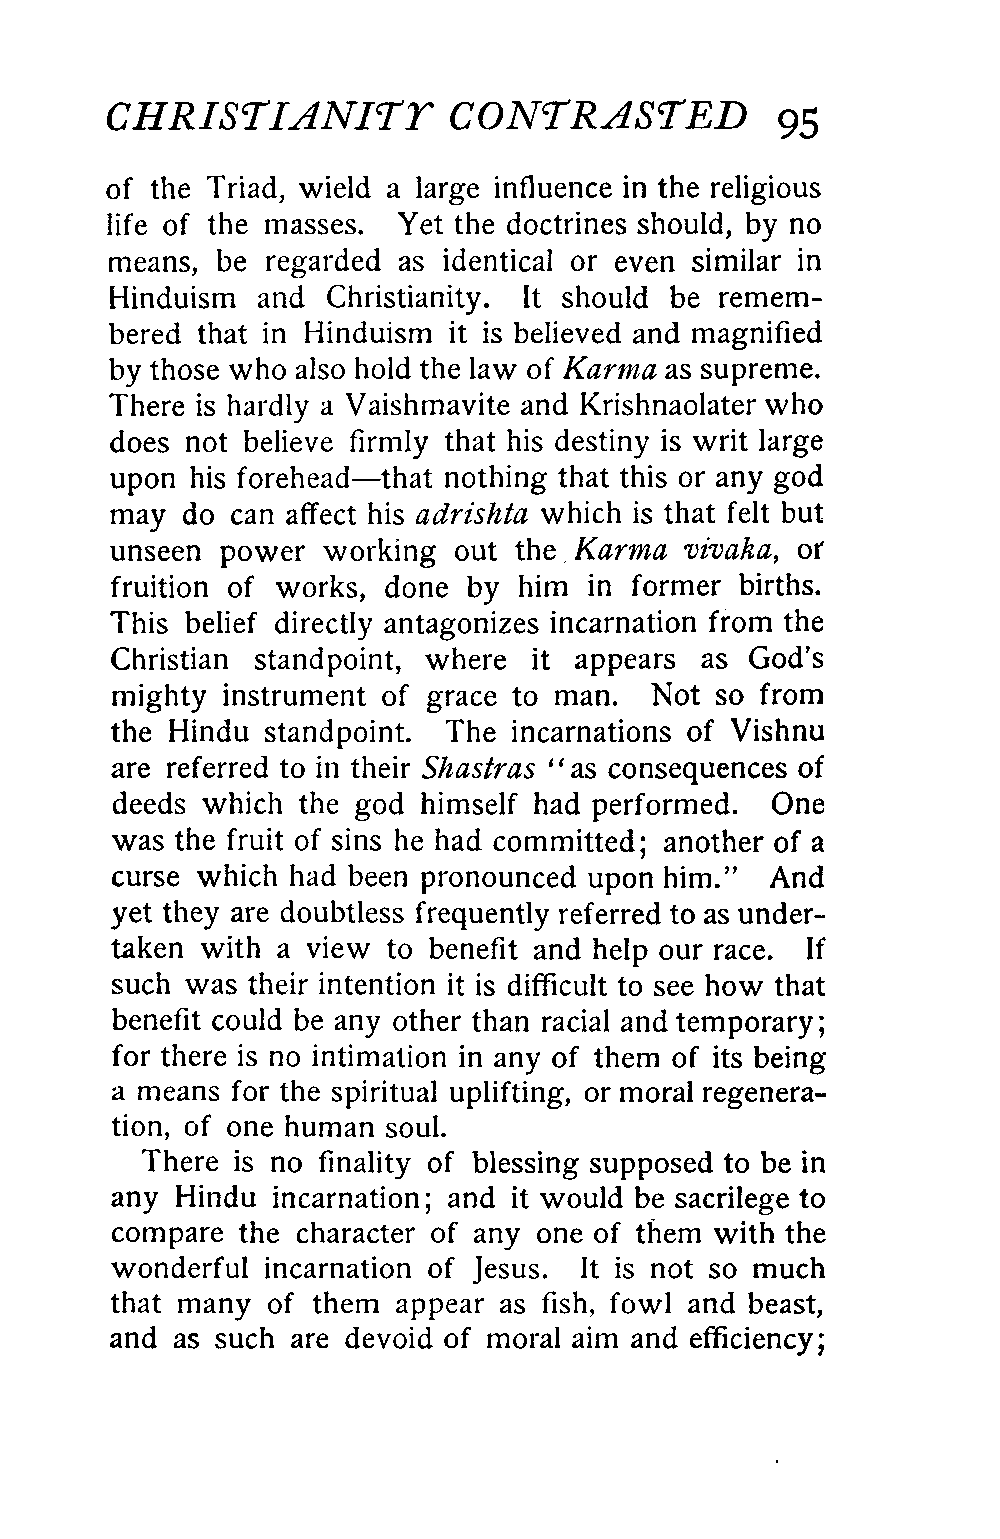 CHRISTIANITY CONTRASTED 95
of the Triad, wield a large influence in the religious
life of the masses. Yet the doctrines should, by no
means, be regarded as identical or even similar in
Hinduism and Christianity. It should be remem-
bered that in Hinduism it is believed and magnified
by those who also hold the law of Karma as supreme.
There is hardly a Vaishmavite and Krishnaolater who
does not believe firmly that his destiny is writ large
upon his forehead—that nothing that this or any god
may do can affect his adrishta which is that felt but
unseen power working out the Karma vivaka, or
fruition of works, done by him in former births.
This belief directly antagonizes incarnation from the
Christian standpoint, where it appears as God's
mighty instrument of grace to man. Not so from
the Hindu standpoint. The incarnations of Vishnu
are referred to in their Shastras "as consequences of
deeds which the god himself had performed. One
was the fruit of sins he had committed; another of a
curse which had been pronounced upon him." And
yet they are doubtless frequently referred to as under-
taken with a view to benefit and help our race. If
such was their intention it is difficult to see how that
benefit could be any other than racial and temporary;
for there is no intimation in any of them of its being
a means for the spiritual uplifting, or moral regenera-
tion, of one human soul.
There is no finality of blessing supposed to be in
any Hindu incarnation; and it would be sacrilege to
compare the character of any one of them with the
wonderful incarnation of Jesus. It is not so much
that many of them appear as fish, fowl and beast,
and as such are devoid of moral aim and efficiency;